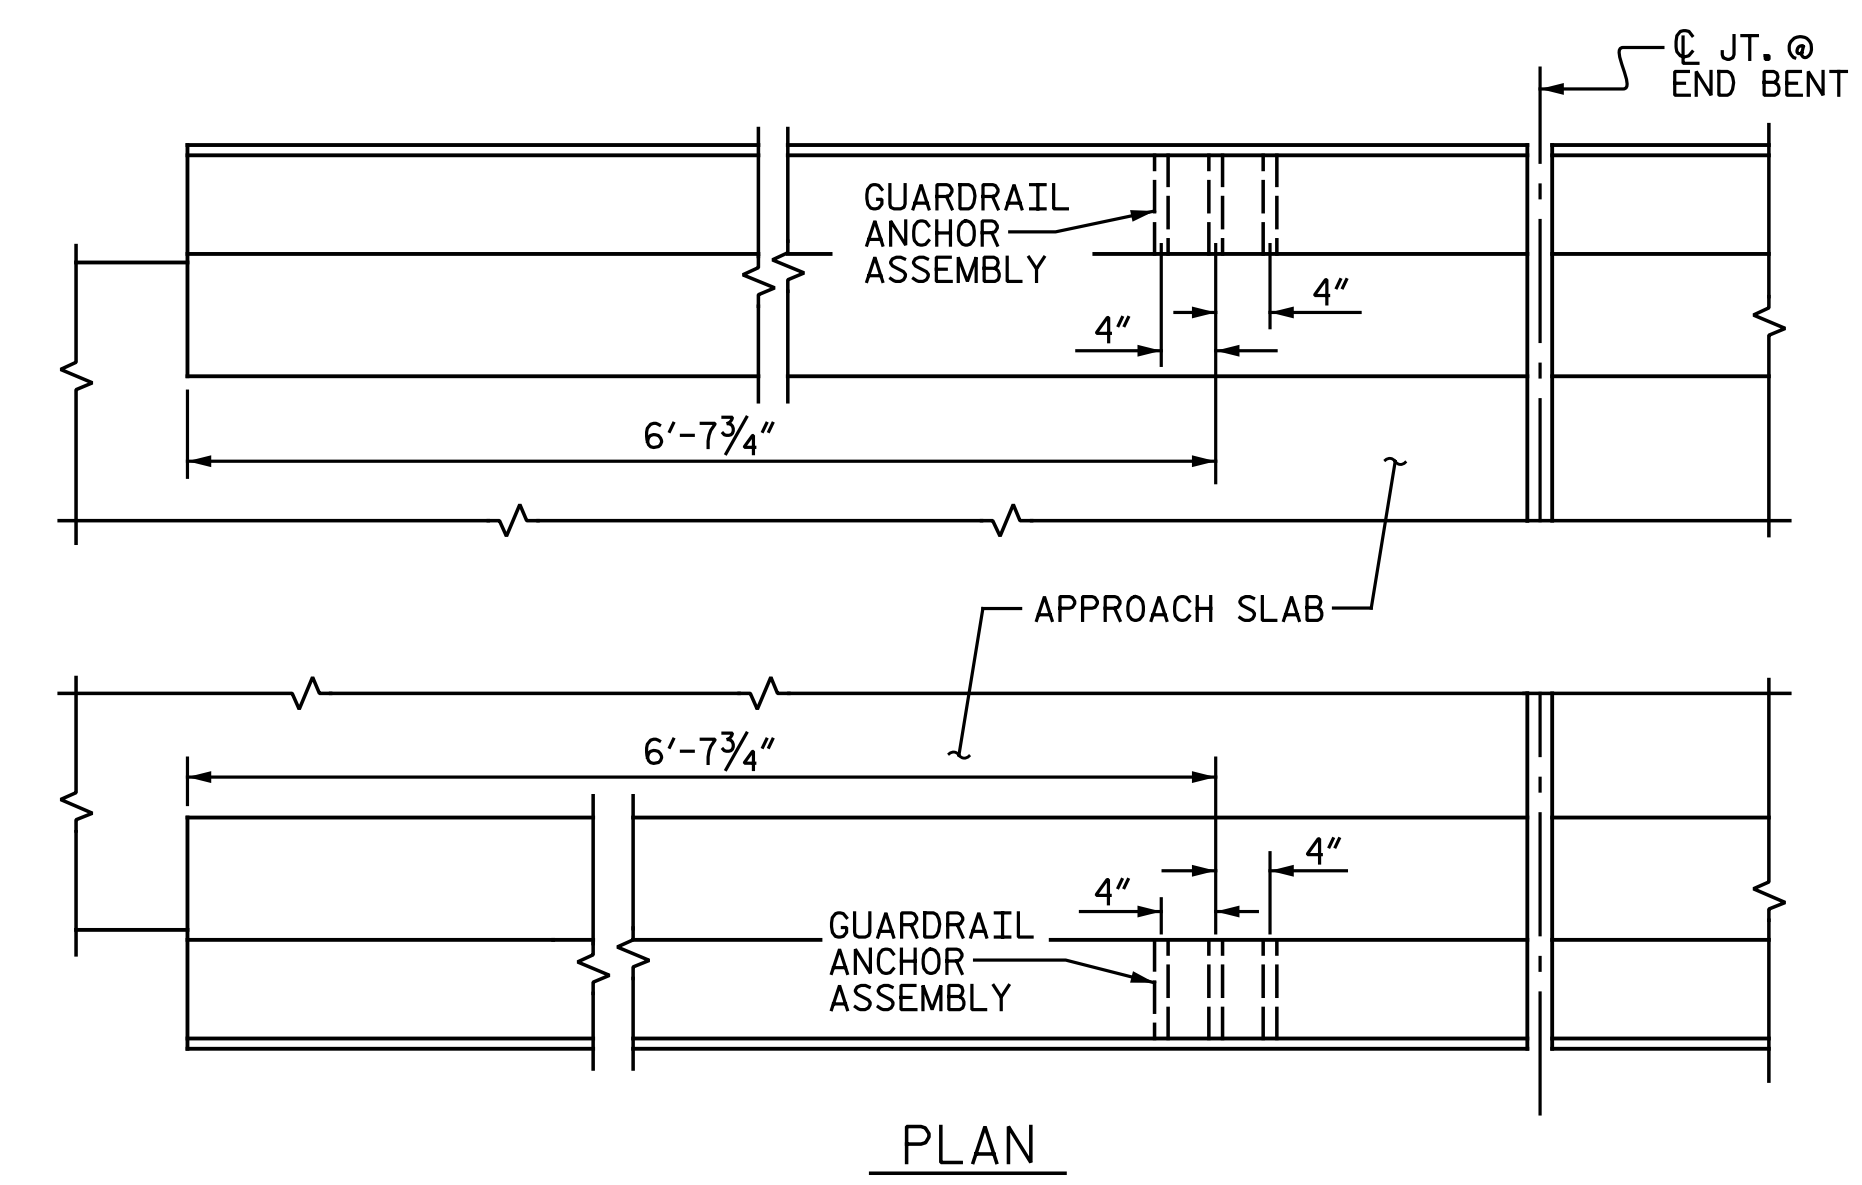 ℄ JT. @
END BENT
GUARDRAIL
ANCHOR
ASSEMBLY
4"
4"
6'-7¾"
APPROACH SLAB
6'-7¾"
4"
4"
GUARDRAIL
ANCHOR
ASSEMBLY
PLAN